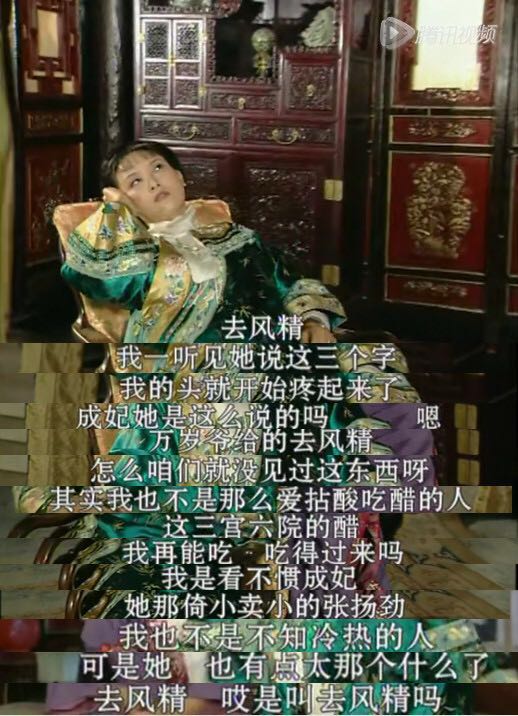 腾讯视频
去风精
我一听见她说这三个字
我的头就开始疼起来了
成妃她是这么说的吗 嗯
万岁爷给的去风精
怎么咱们就没见过这东西呀
其实我也不是那么爱拈酸吃醋的人
这三宫六院的醋
我再能吃 吃得过来吗
我是看不惯成妃
她那倚小卖小的张扬劲
我也不是不知冷热的人
可是她 也有点太那个什么了
去风精 哎是叫去风精吗